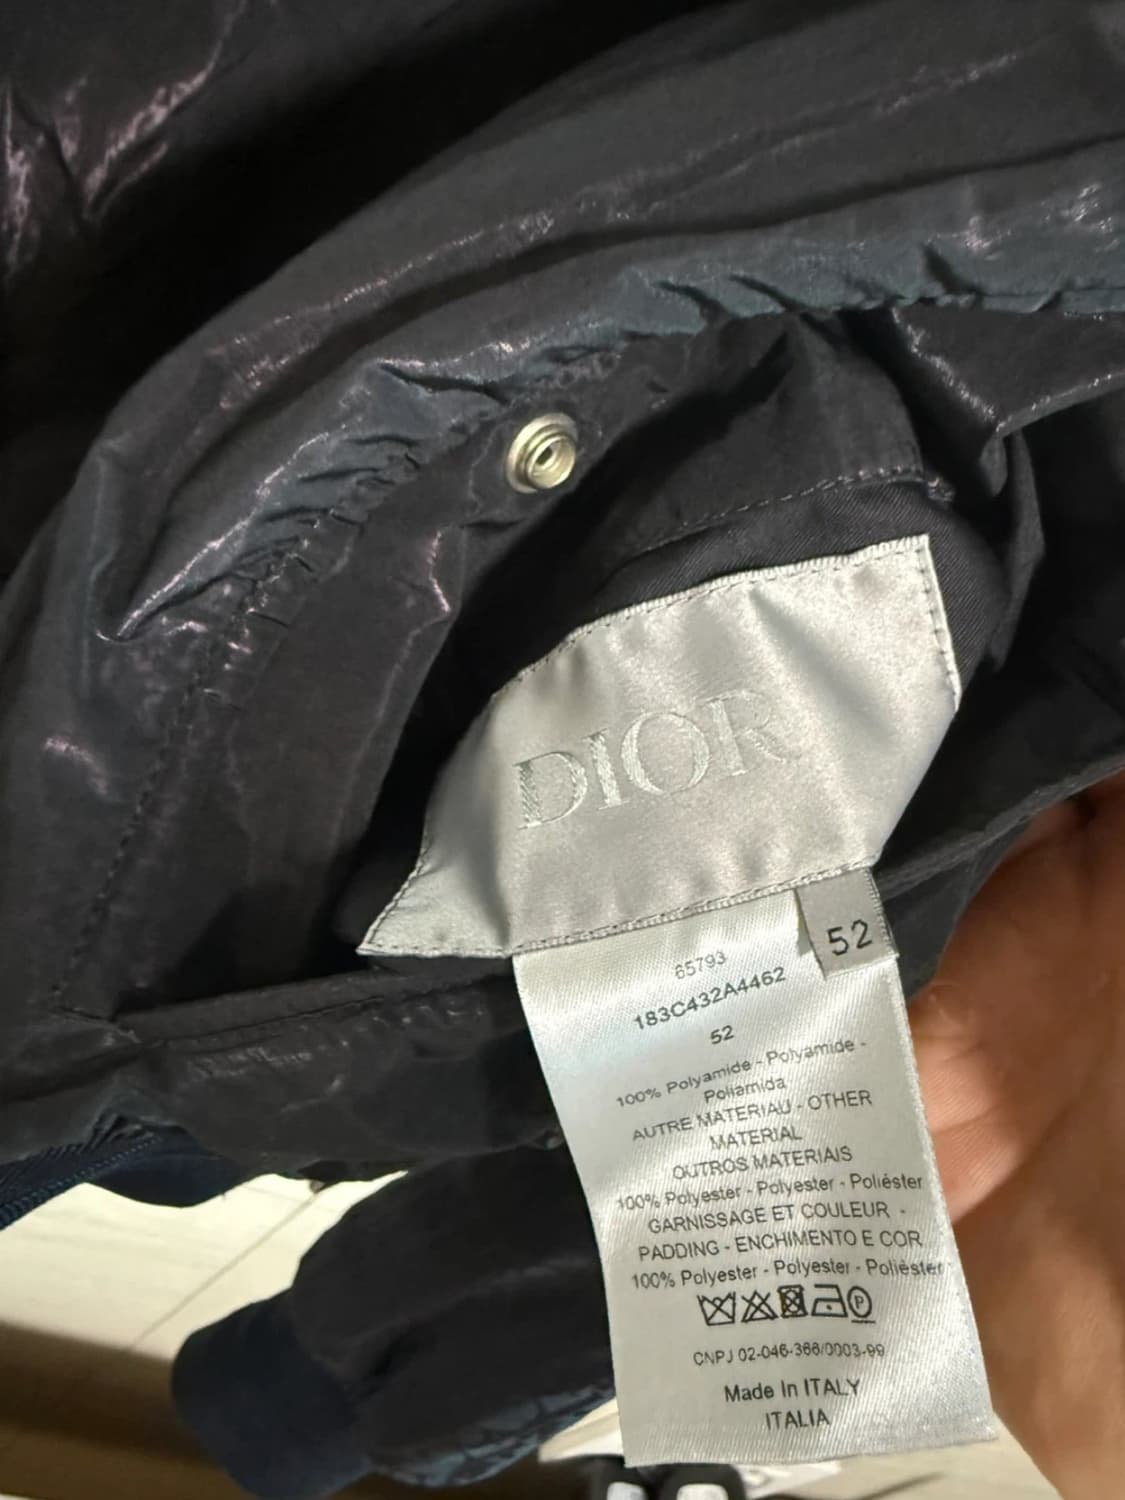 DIOR
52
65793
183C432A4462
52
100% Polyamide - Polyamide -
Poliamida
AUTRE MATERIAU - OTHER
MATERIAL
OUTROS MATERIAIS
100% Polyester - Polyester - Poliéster
GARNISSAGE ET COULEUR -
PADDING - ENCHIMENTO E COR
100% Polyester - Polyester - Poliéster
P
CNPJ 02-046-366/0003-99
Made In ITALY
ITALIA